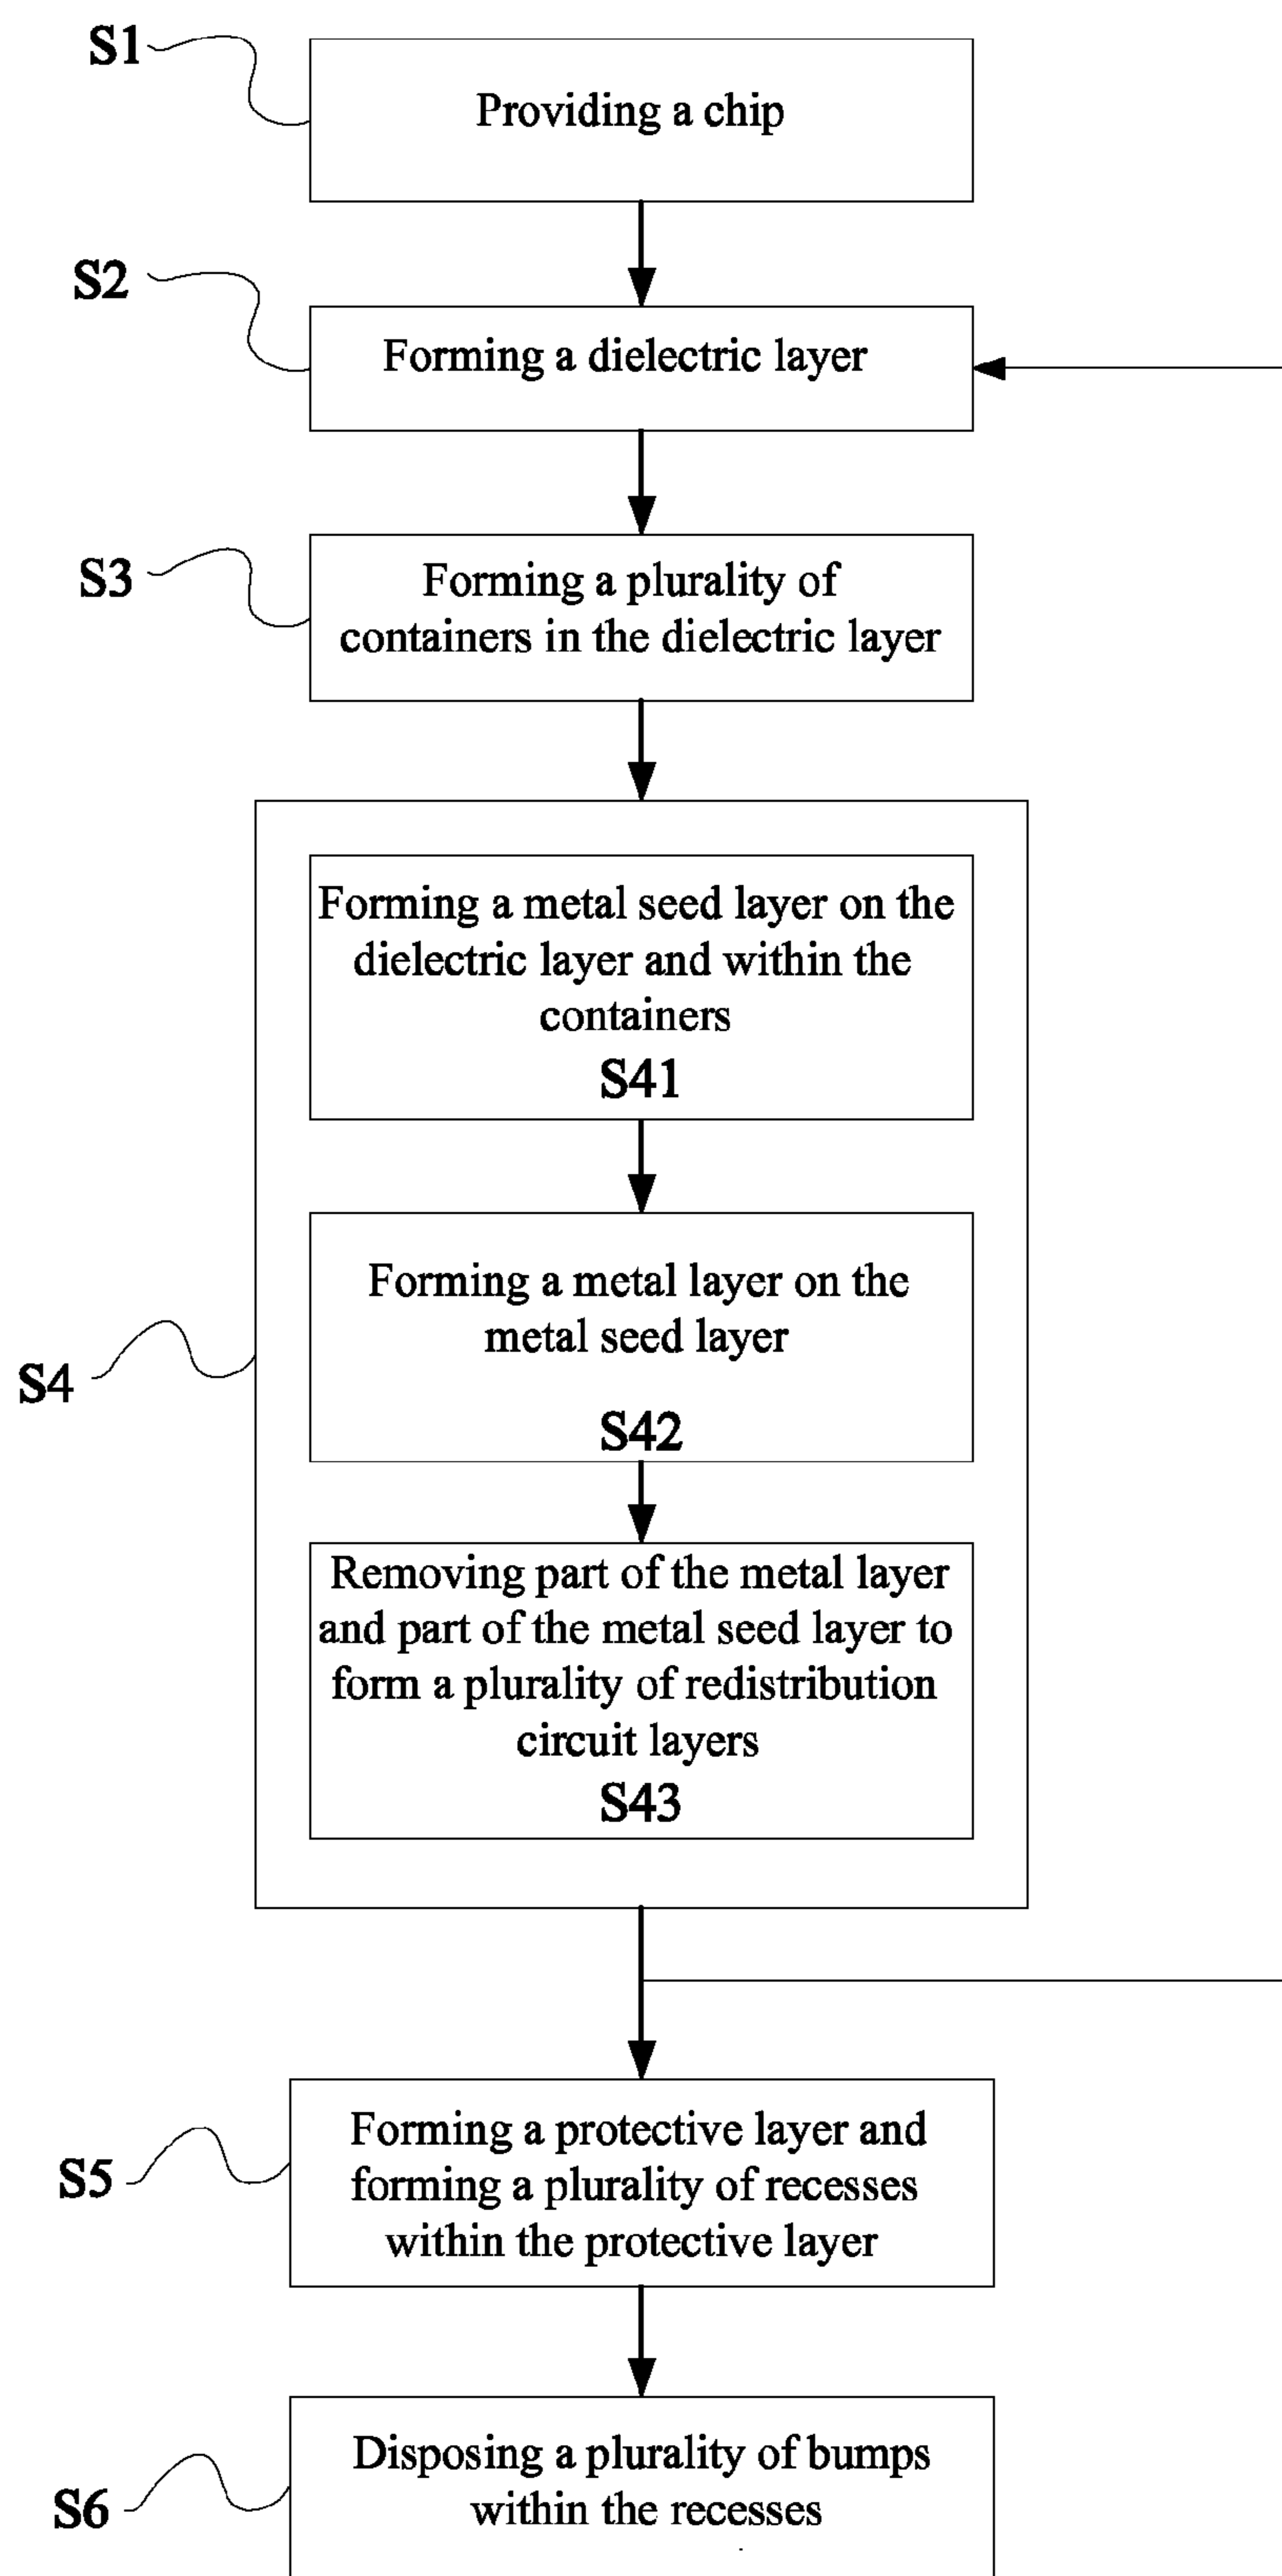 S1
Providing a chip
S2
Forming a dielectric layer
S3
Forming a plurality of
containers in the dielectric layer
S4
Forming a metal seed layer on the
dielectric layer and within the
containers
S41
Forming a metal layer on the
metal seed layer
S42
Removing part of the metal layer
and part of the metal seed layer to
form a plurality of redistribution
circuit layers
S43
S5
Forming a protective layer and
forming a plurality of recesses
within the protective layer
S6
Disposing a plurality of bumps
within the recesses